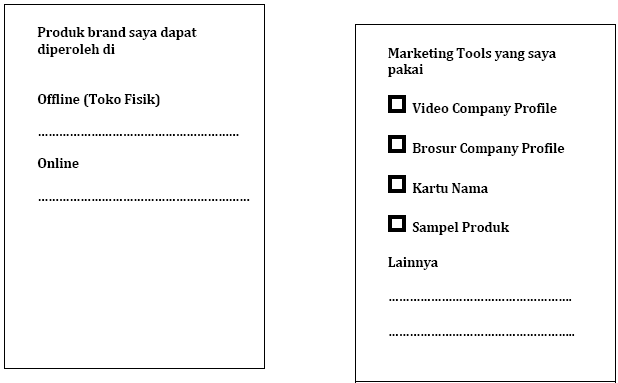 Produk brand saya dapat
diperoleh di
Offline (Toko Fisik)
………………………………………………
Online
…………………………………………………
Marketing Tools yang saya
pakai
Video Company Profile
Brosur Company Profile
Kartu Nama
Sampel Produk
Lainnya
…………………………………………….
……………………………………………..